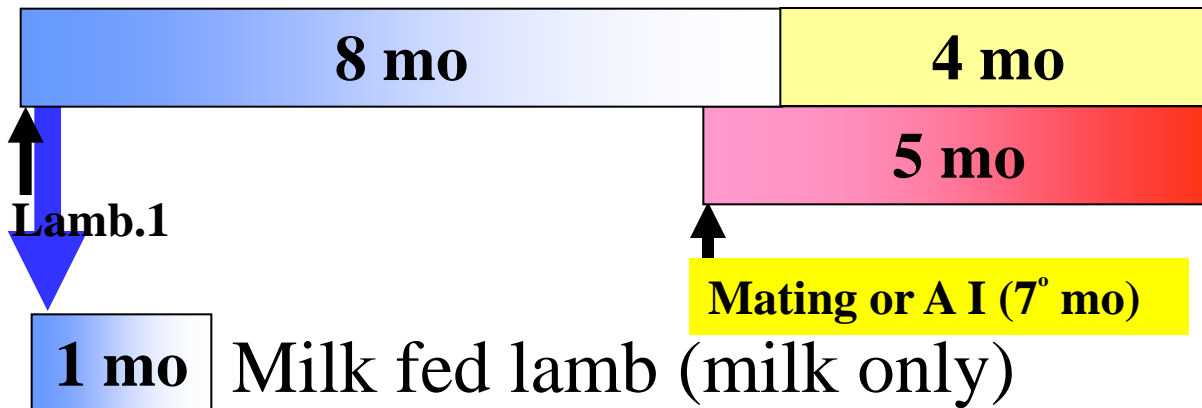 8 mo 4 mo
5 mo
Lamb.1
Mating or A I (7° mo)
1 mo Milk fed lamb (milk only)